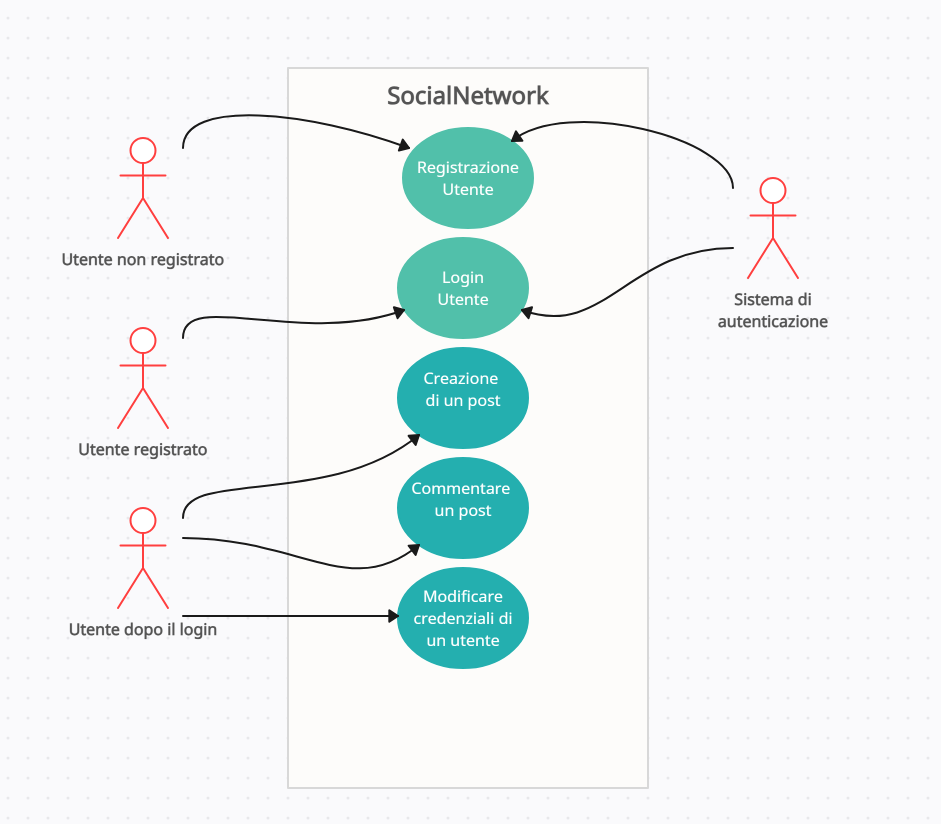 SocialNetwork
Registrazione
Utente
Utente non registrato
Login
Utente
Sistema di
autenticazione
Creazione
di un post
Utente registrato
Commentare
un post
Modificare
credenziali di
un utente
Utente dopo il login